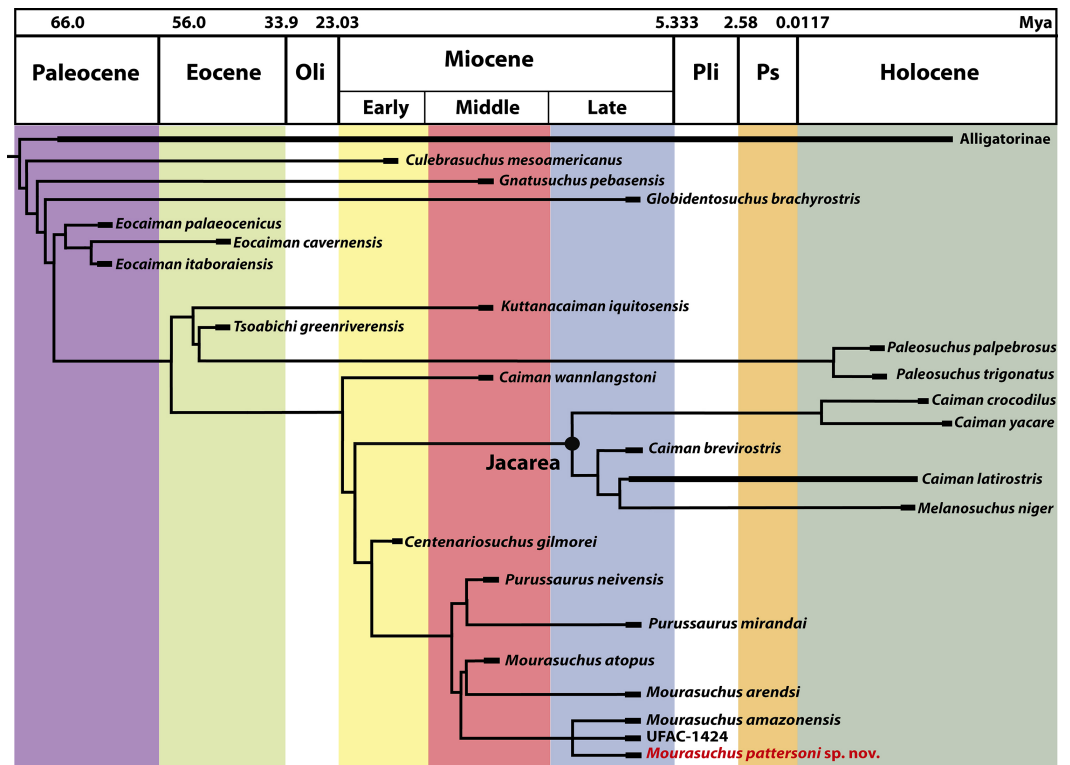 66.0 56.0 33.9 23.03 5.333 2.58 0.0117 Mya
Paleocene Eocene Oli Miocene Pli Ps Holocene
Early Middle Late
Alligatorinae
Culebrasuchus mesoamericanus
Gnatusuchus pebasensis
Globidentosuchus brachyrostris
Eocaiman palaeocenicus
Eocaiman cavernensis
Eocaiman itaboraiensis
Kuttanacaiman iquitosensis
Tsoabichi greenriverensis
Paleosuchus palpebrosus
Paleosuchus trigonatus
Caiman wannlangstoni
Caiman crocodilus
Caiman yacare
Caiman brevirostris
Jacarea
Caiman latirostris
Melanosuchus niger
Centenariosuchus gilmorei
Purussaurus neivensis
Purussaurus mirandai
Mourasuchus atopus
Mourasuchus arendsi
Mourasuchus amazonensis
UFAC-1424
Mourasuchus pattersoni sp. nov.